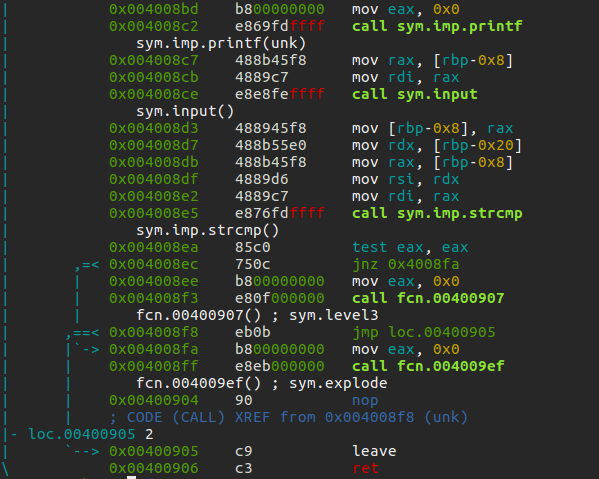 | 0x004008bd b800000000 mov eax, 0x0
| 0x004008c2 e869fdffff call sym.imp.printf
| sym.imp.printf(unk)
| 0x004008c7 488b45f8 mov rax, [rbp-0x8]
| 0x004008cb 4889c7 mov rdi, rax
| 0x004008ce e8e8feffff call sym.input
| sym.input()
| 0x004008d3 488945f8 mov [rbp-0x8], rax
| 0x004008d7 488b55e0 mov rdx, [rbp-0x20]
| 0x004008db 488b45f8 mov rax, [rbp-0x8]
| 0x004008df 4889d6 mov rsi, rdx
| 0x004008e2 4889c7 mov rdi, rax
| 0x004008e5 e876fdffff call sym.imp.strcmp
| sym.imp.strcmp()
| 0x004008ea 85c0 test eax, eax
| ,=< 0x004008ec 750c jnz 0x4008fa
| | 0x004008ee b800000000 mov eax, 0x0
| | 0x004008f3 e80f000000 call fcn.00400907
| | fcn.00400907() ; sym.level3
| ,==< 0x004008f8 eb0b jmp loc.00400905
| |`-> 0x004008fa b800000000 mov eax, 0x0
| | 0x004008ff e8eb000000 call fcn.004009ef
| | fcn.004009ef() ; sym.explode
| | 0x00400904 90 nop
| | ; CODE (CALL) XREF from 0x004008f8 (unk)
|- loc.00400905 2
| `--> 0x00400905 c9 leave
\ 0x00400906 c3 ret